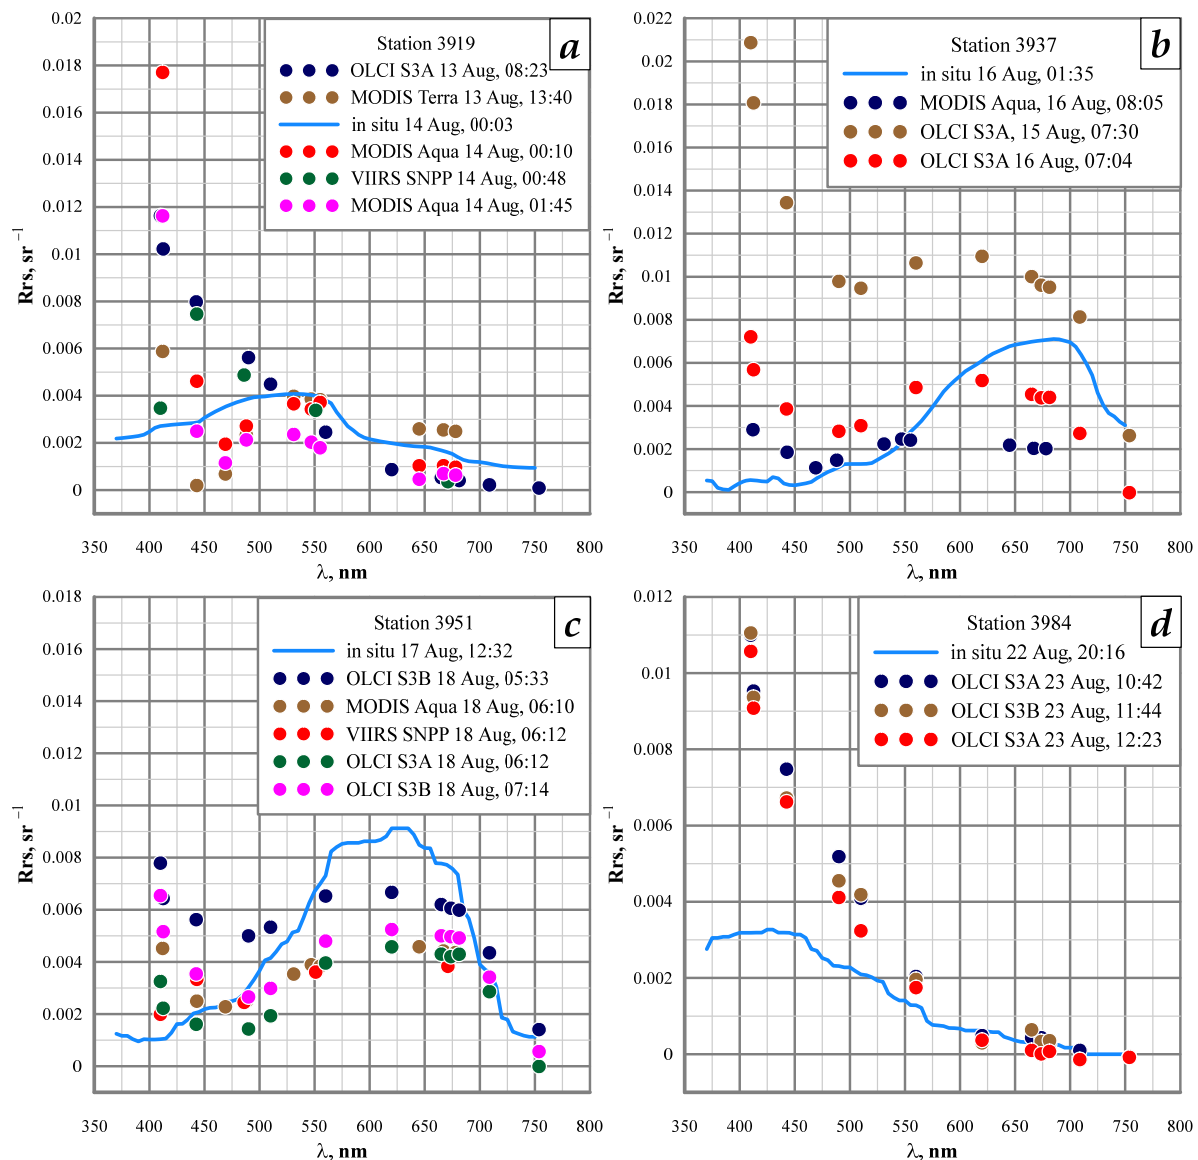 a
Station 3919
OLCI S3A 13 Aug, 08:23
MODIS Terra 13 Aug, 13:40
in situ 14 Aug, 00:03
MODIS Aqua 14 Aug, 00:10
VIIRS SNPP 14 Aug, 00:48
MODIS Aqua 14 Aug, 01:45
0.02
0.018
0.016
0.014
0.012
0.01
0.008
0.006
0.004
0.002
0
Rrs, sr⁻¹
350 400 450 500 550 600 650 700 750 800
λ, nm
b
Station 3937
in situ 16 Aug, 01:35
MODIS Aqua, 16 Aug, 08:05
OLCI S3A, 15 Aug, 07:30
OLCI S3A 16 Aug, 07:04
0.022
0.02
0.018
0.016
0.014
0.012
0.01
0.008
0.006
0.004
0.002
0
Rrs, sr⁻¹
350 400 450 500 550 600 650 700 750 800
λ, nm
c
Station 3951
in situ 17 Aug, 12:32
OLCI S3B 18 Aug, 05:33
MODIS Aqua 18 Aug, 06:10
VIIRS SNPP 18 Aug, 06:12
OLCI S3A 18 Aug, 06:12
OLCI S3B 18 Aug, 07:14
0.018
0.016
0.014
0.012
0.01
0.008
0.006
0.004
0.002
0
Rrs, sr⁻¹
350 400 450 500 550 600 650 700 750 800
λ, nm
d
Station 3984
in situ 22 Aug, 20:16
OLCI S3A 23 Aug, 10:42
OLCI S3B 23 Aug, 11:44
OLCI S3A 23 Aug, 12:23
0.012
0.01
0.008
0.006
0.004
0.002
0
Rrs, sr⁻¹
350 400 450 500 550 600 650 700 750 800
λ, nm